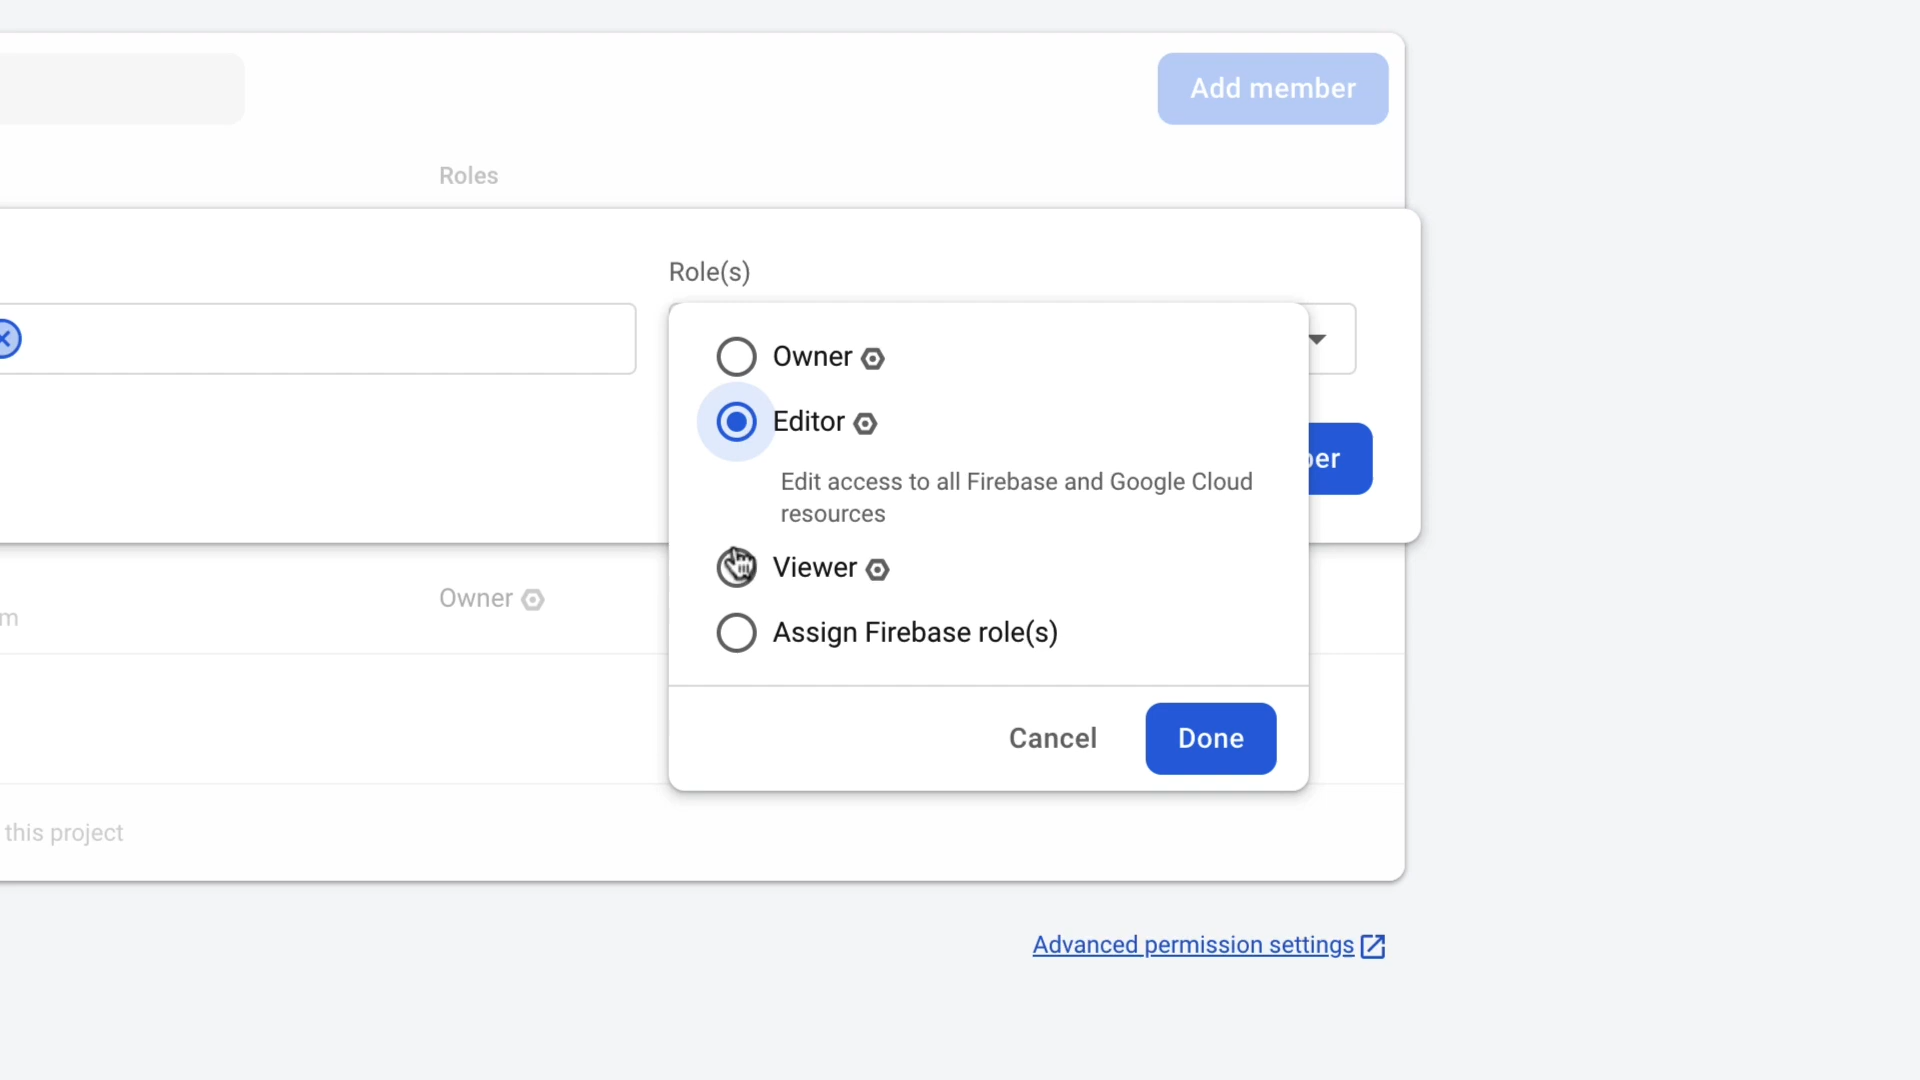 Add member
Roles
Role(s)
Owner
Editor
Edit access to all Firebase and Google Cloud
resources
Viewer
Assign Firebase role(s)
Owner
Cancel
Done
this project
Advanced permission settings